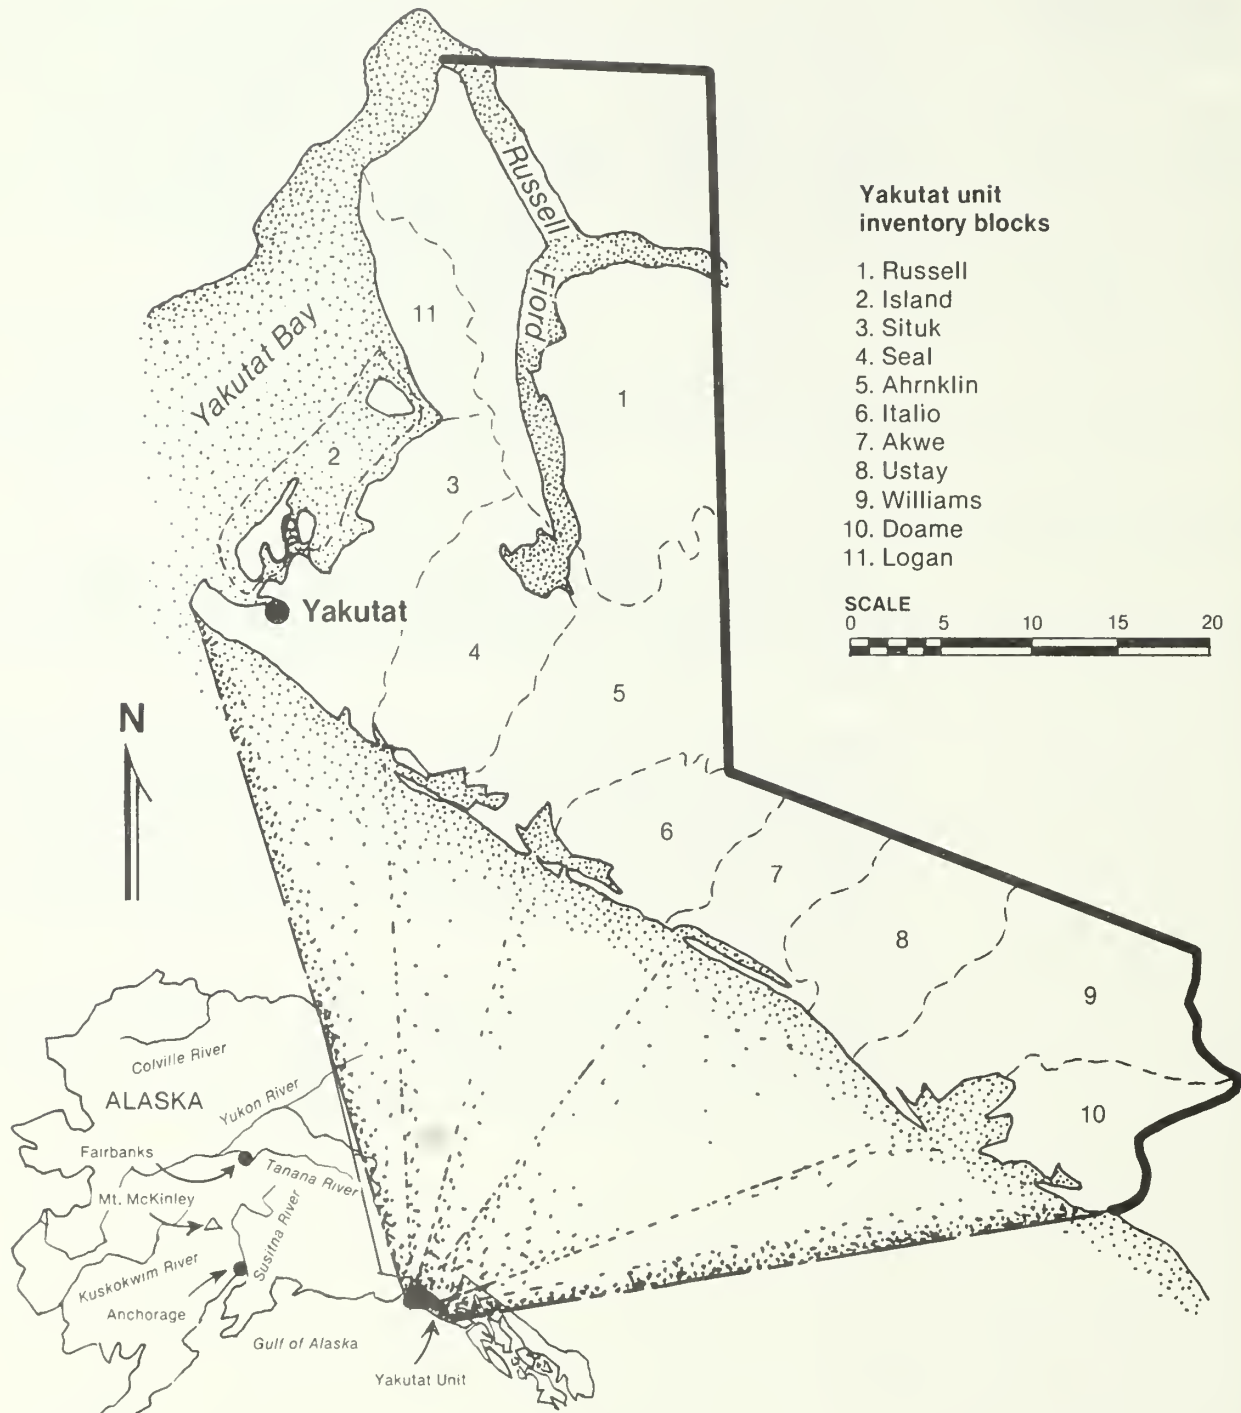 Russell
Fiord
Yakutat Bay
11
1
2
3
Yakutat
4
5
6
7
8
9
10
N
Yakutat unit
inventory blocks
1. Russell
2. Island
3. Situk
4. Seal
5. Ahrnklin
6. Italio
7. Akwe
8. Ustay
9. Williams
10. Doame
11. Logan
SCALE
0 5 10 15 20
Colville River
ALASKA
Yukon River
Fairbanks
Tanana River
Mt. McKinley
Susitna River
Kuskokwim River
Anchorage
Gulf of Alaska
Yakutat Unit